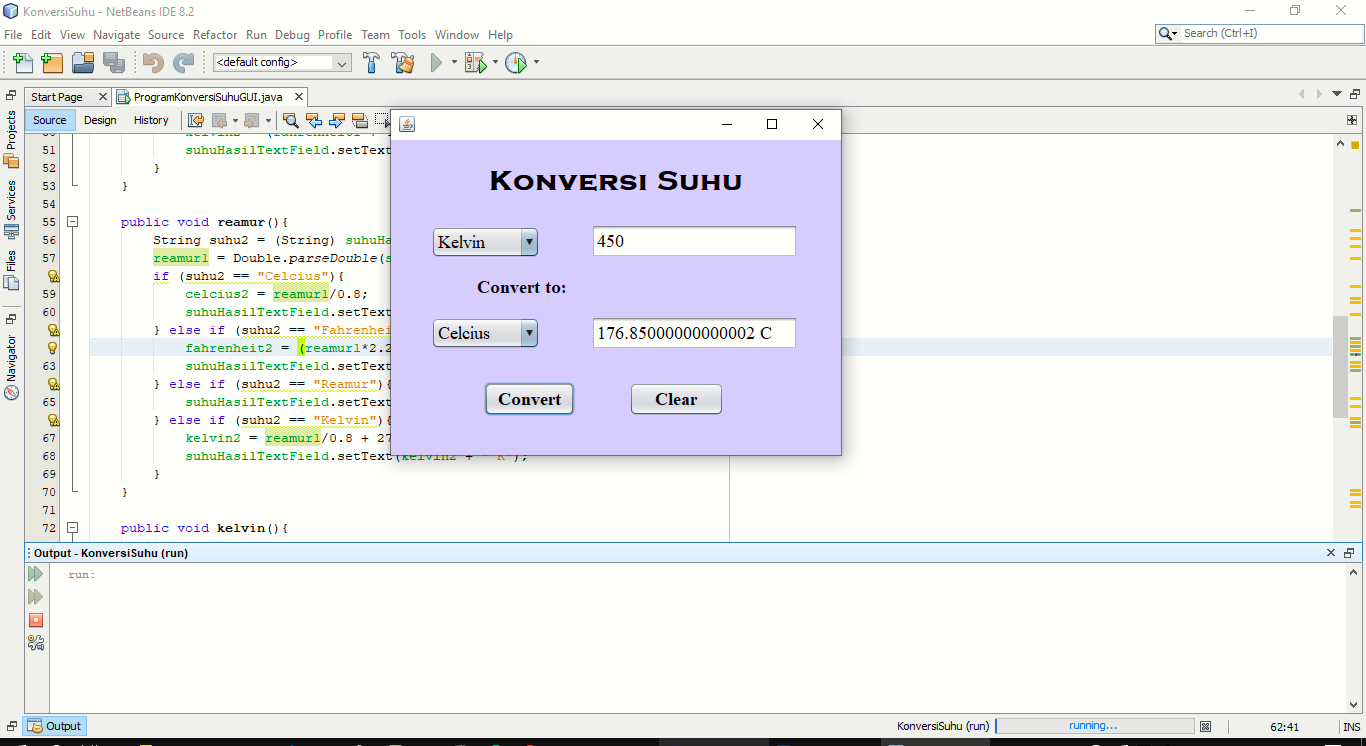 KonversiSuhu - NetBeans IDE 8.2
File Edit View Navigate Source Refactor Run Debug Profile Team Tools Window Help
Search (Ctrl+I)
<default config>
Start Page
ProgramKonversiSuhuGUI.java
Source Design History
Projects
Services
Files
Navigator
51 suhuHasilTextField.setText
52 }
53 }
54
55 public void reamur(){
56 String suhu2 = (String) suhuHa
57 reamur1 = Double.parseDouble(s
if (suhu2 == "Celcius"){
59 celcius2 = reamur1/0.8;
60 suhuHasilTextField.setText
} else if (suhu2 == "Fahrenhei
fahrenheit2 = (reamur1*2.2
63 suhuHasilTextField.setText
} else if (suhu2 == "Reamur"){
65 suhuHasilTextField.setText
} else if (suhu2 == "Kelvin"){
67 kelvin2 = reamur1/0.8 + 27
68 suhuHasilTextField.setText(kelvin2 + " K");
69 }
70 }
71
72 public void kelvin(){
Konversi Suhu
Kelvin 450
Convert to:
Celcius 176.85000000000002 C
Convert Clear
Output - KonversiSuhu (run)
run:
Output
KonversiSuhu (run) running... 62:41 INS